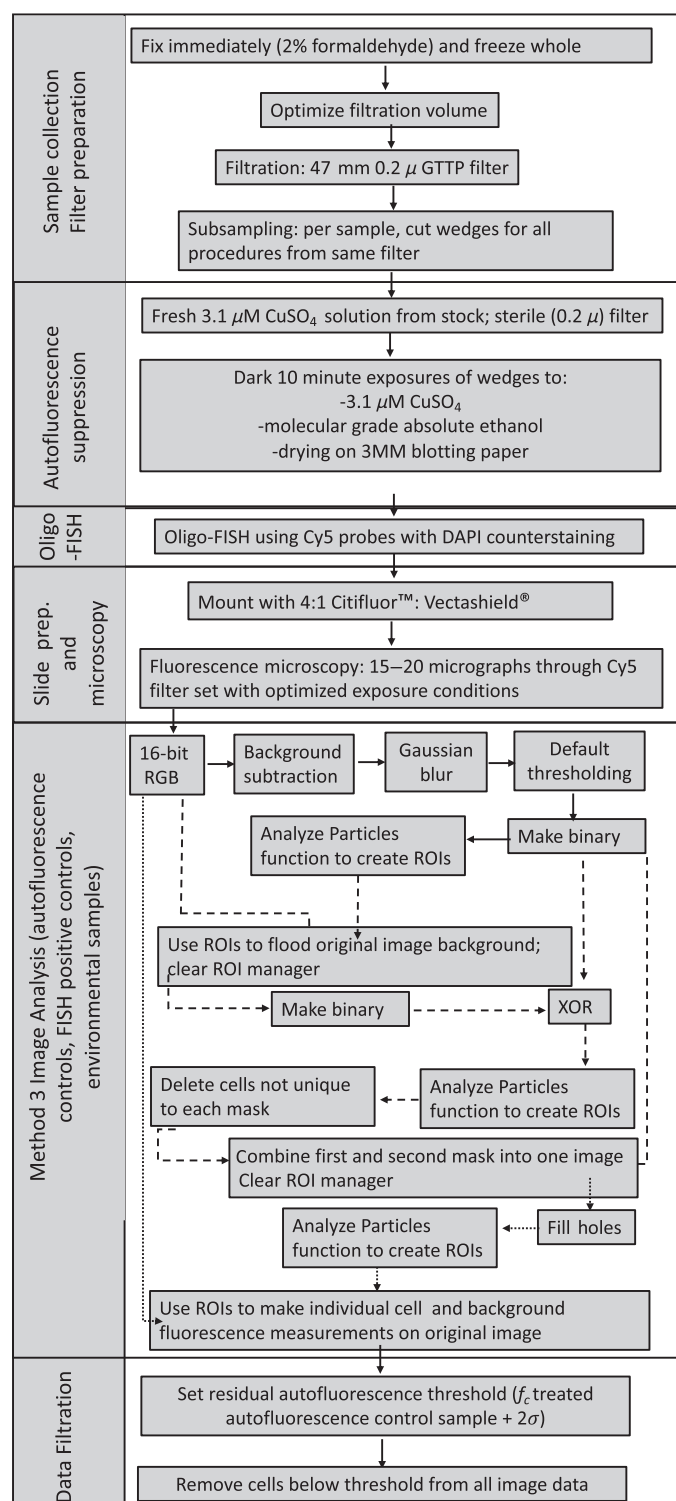 Sample collection
Filter preparation
Fix immediately (2% formaldehyde) and freeze whole
Optimize filtration volume
Filtration: 47 mm 0.2 μ GTTP filter
Subsampling: per sample, cut wedges for all
procedures from same filter
Autofluorescence
suppression
Fresh 3.1 μM CuSO₄ solution from stock; sterile (0.2 μ) filter
Dark 10 minute exposures of wedges to:
-3.1 μM CuSO₄
-molecular grade absolute ethanol
-drying on 3MM blotting paper
Oligo
-FISH
Oligo-FISH using Cy5 probes with DAPI counterstaining
Slide prep.
and
microscopy
Mount with 4:1 Citifluor™: Vectashield®
Fluorescence microscopy: 15–20 micrographs through Cy5
filter set with optimized exposure conditions
Method 3 Image Analysis (autofluorescence
controls, FISH positive controls,
environmental samples)
16-bit
RGB
Background
subtraction
Gaussian
blur
Default
thresholding
Make binary
Analyze Particles
function to create ROIs
Use ROIs to flood original image background;
clear ROI manager
Make binary
XOR
Analyze Particles
function to create ROIs
Delete cells not unique
to each mask
Combine first and second mask into one image
Clear ROI manager
Fill holes
Analyze Particles
function to create ROIs
Use ROIs to make individual cell and background
fluorescence measurements on original image
Data Filtration
Set residual autofluorescence threshold (f꜀ treated
autofluorescence control sample + 2σ)
Remove cells below threshold from all image data